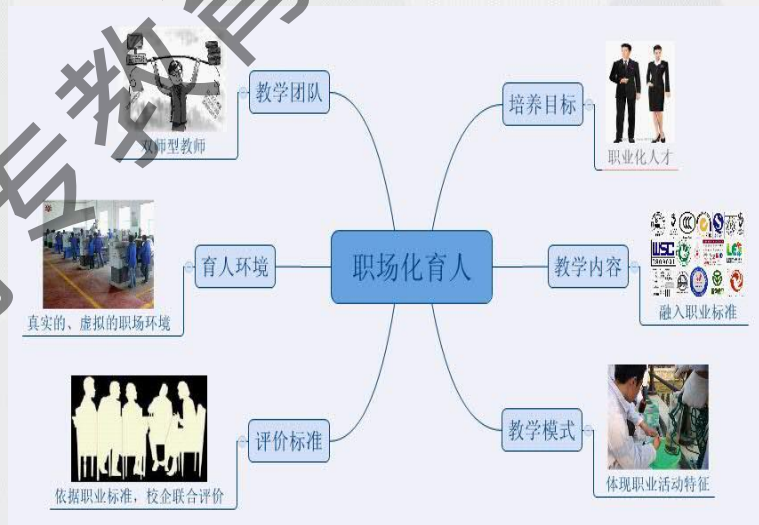 教学团队
双师型教师
培养目标
职业化人才
育人环境
真实的、虚拟的职场环境
职场化育人
教学内容
融入职业标准
评价标准
依据职业标准，校企联合评价
教学模式
体现职业活动特征
专教育